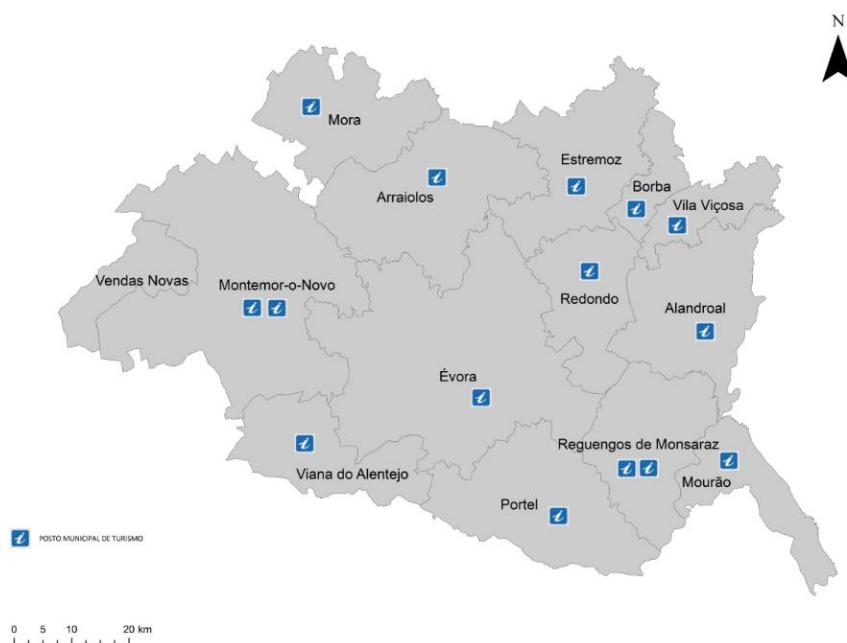 N
Mora
Estremoz
Arraiolos
Borba
Vila Viçosa
Vendas Novas
Montemor-o-Novo
Redondo
Alandroal
Évora
Reguengos de Monsaraz
Viana do Alentejo
Mourão
Portel
POSTO MUNICIPAL DE TURISMO
0 5 10 20 km